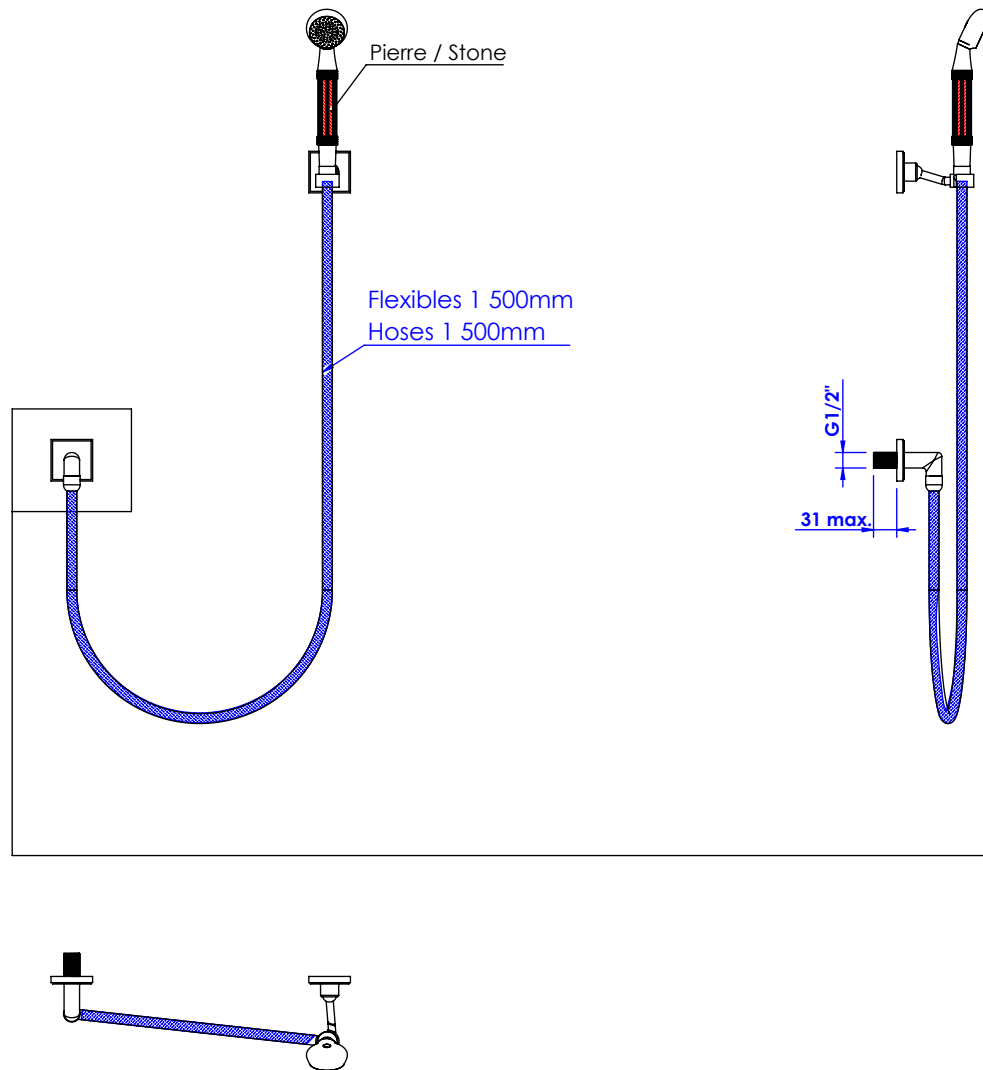 Pierre / Stone
Flexibles 1 500mm
Hoses 1 500mm
G1/2"
31 max.